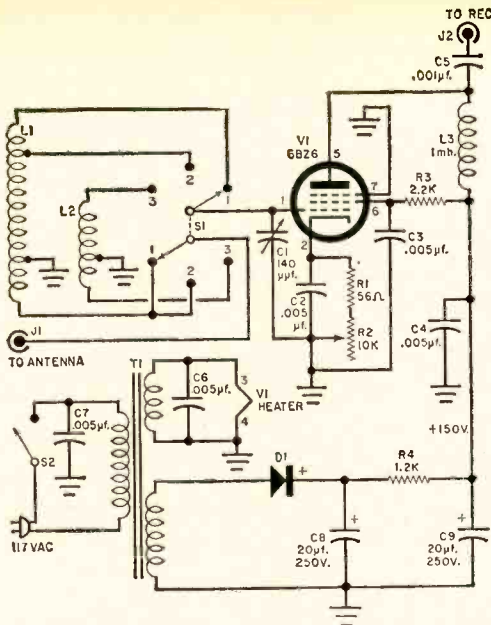 TO REC
J2
C5
.001µf.
L1
V1
6BZ6
5
L3
1mh.
2
1
7
R3
2.2K
L2
3
1
6
S1
C1
140
µµf.
2
C3
.005µf.
1
3
2
R1
56Ω
C2
.005
µf.
R2
10K
C4
.005µf.
J1
TO ANTENNA
T1
C6
.005µf.
3
V1
HEATER
4
C7
.005µf.
+150V.
S2
D1
+
R4
1.2K
117 VAC
+
C8
20µf.
250V.
+
C9
20µf.
250V.